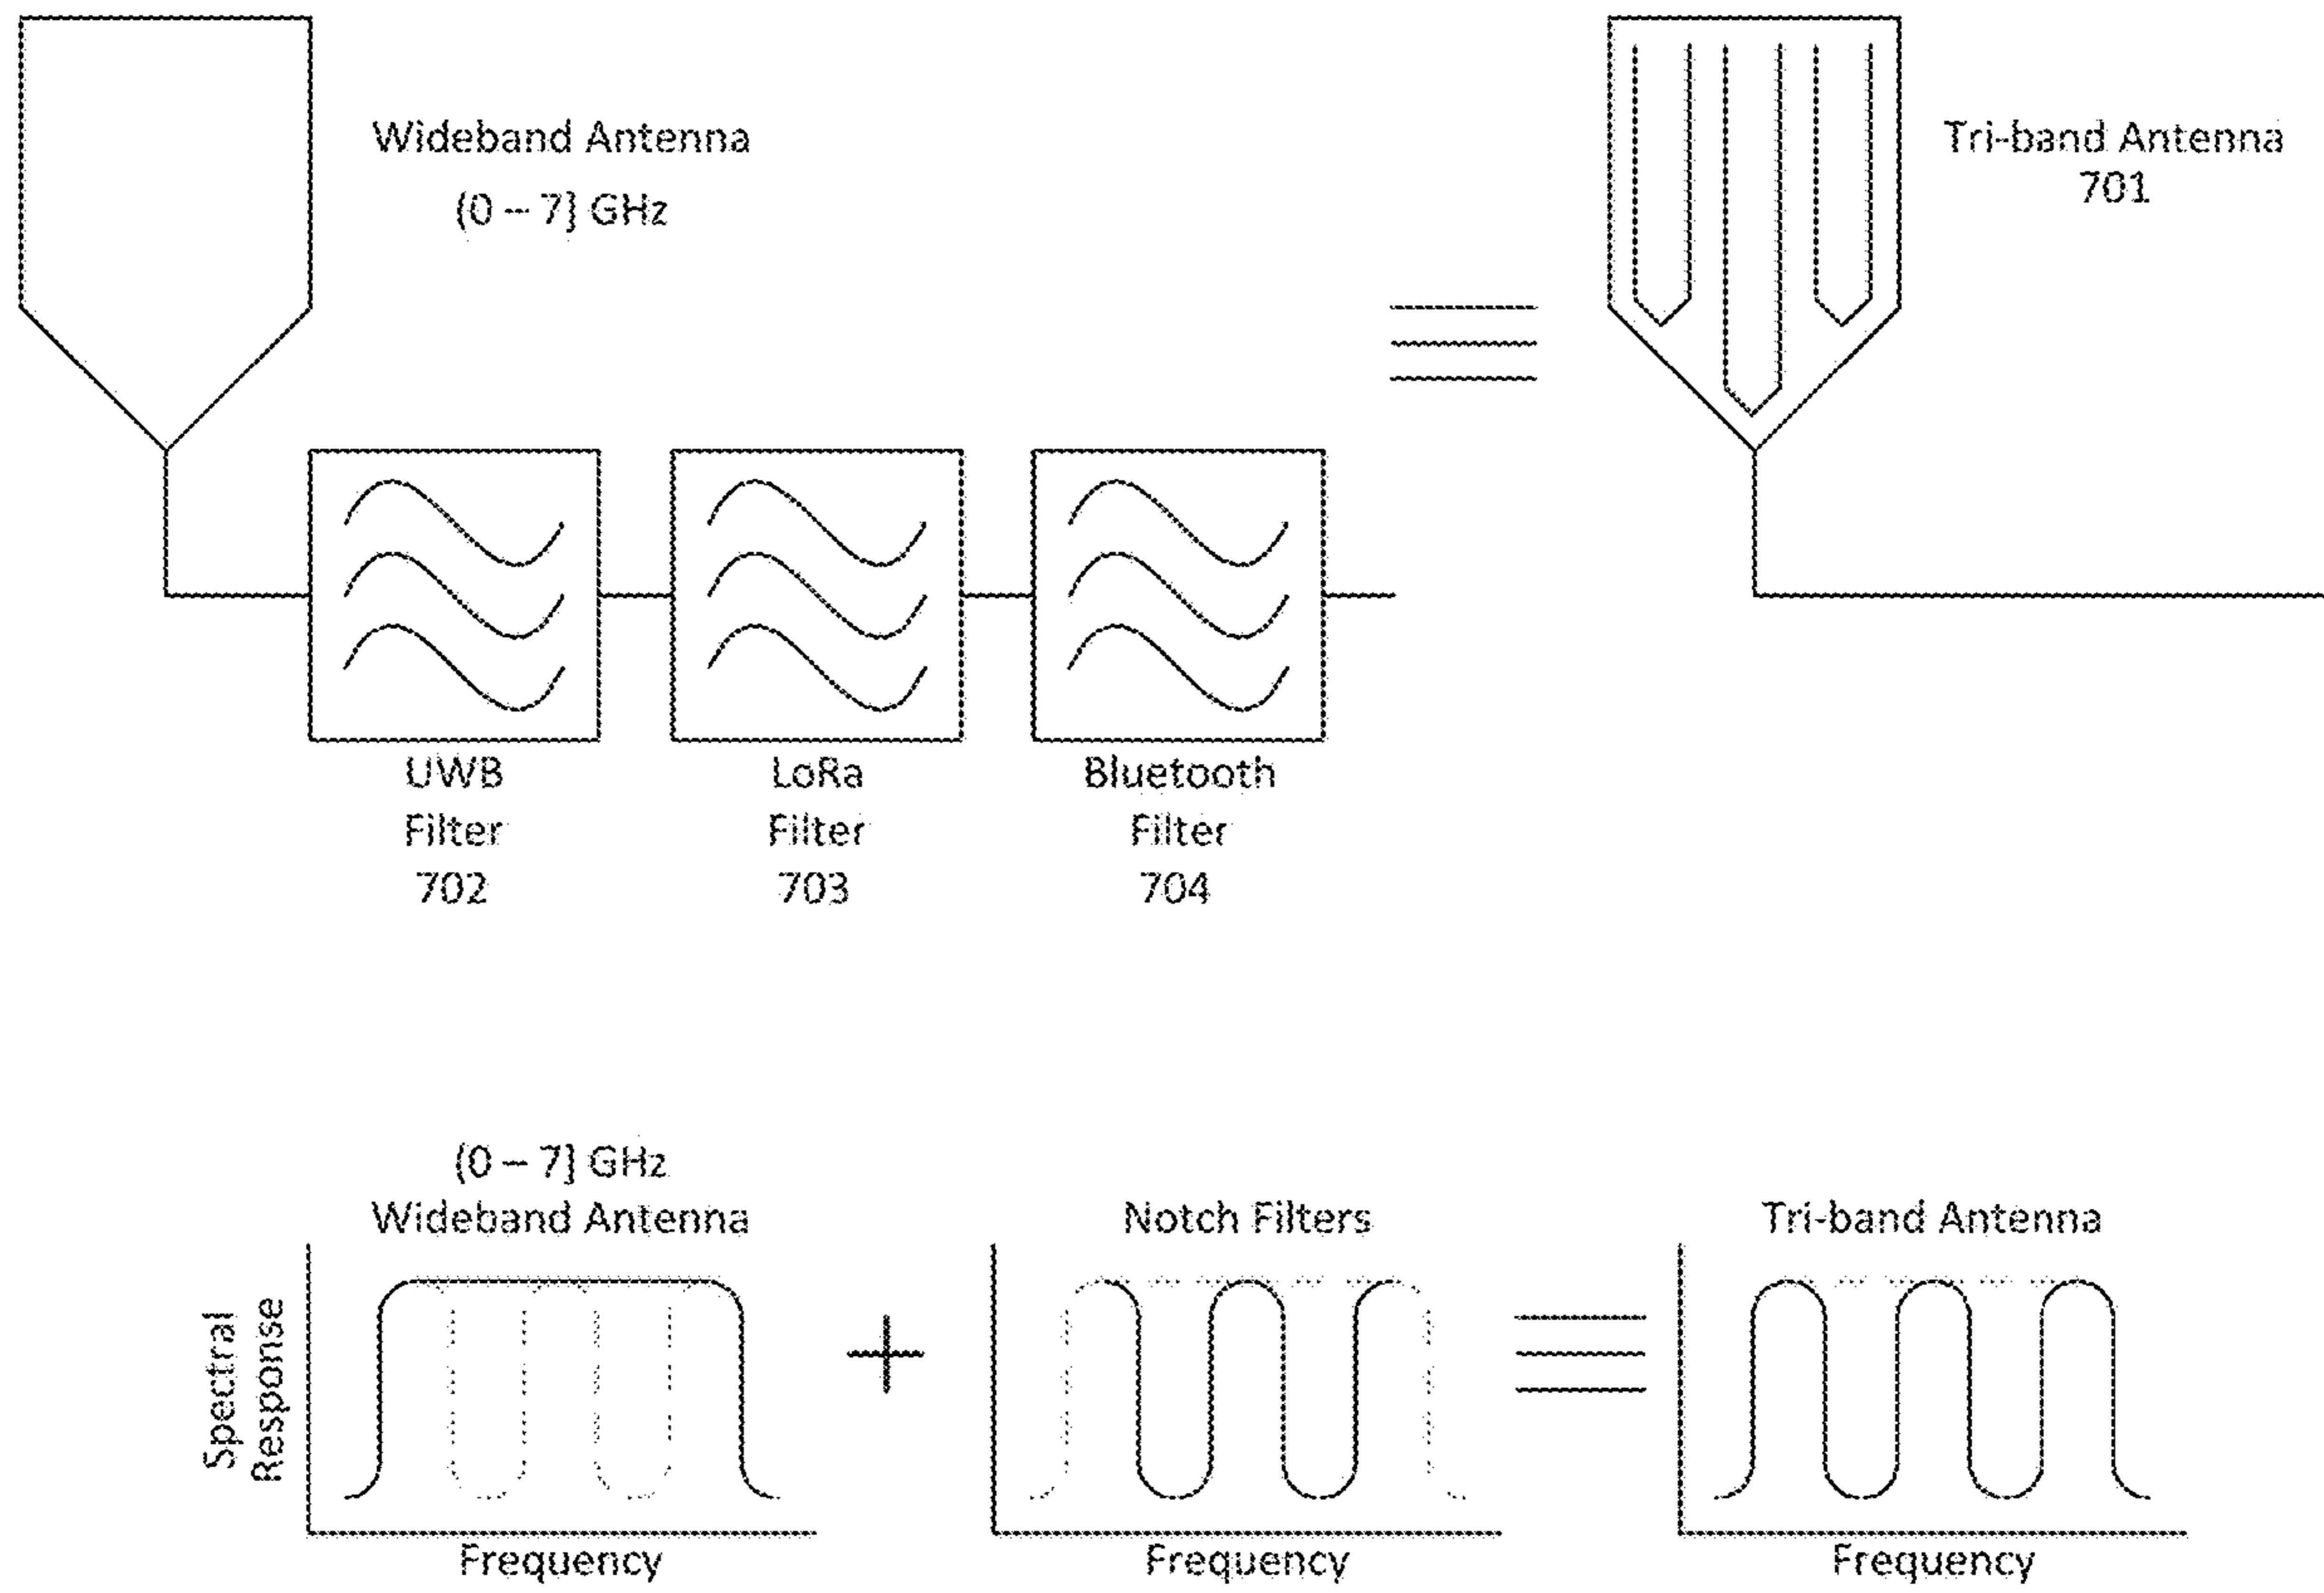 Wideband Antenna
(0 – 7] GHz
Tri-band Antenna
701
UWB
Filter
702
LoRa
Filter
703
Bluetooth
Filter
704
(0 – 7] GHz
Wideband Antenna
Notch Filters
Tri-band Antenna
Spectral
Response
Frequency
Frequency
Frequency